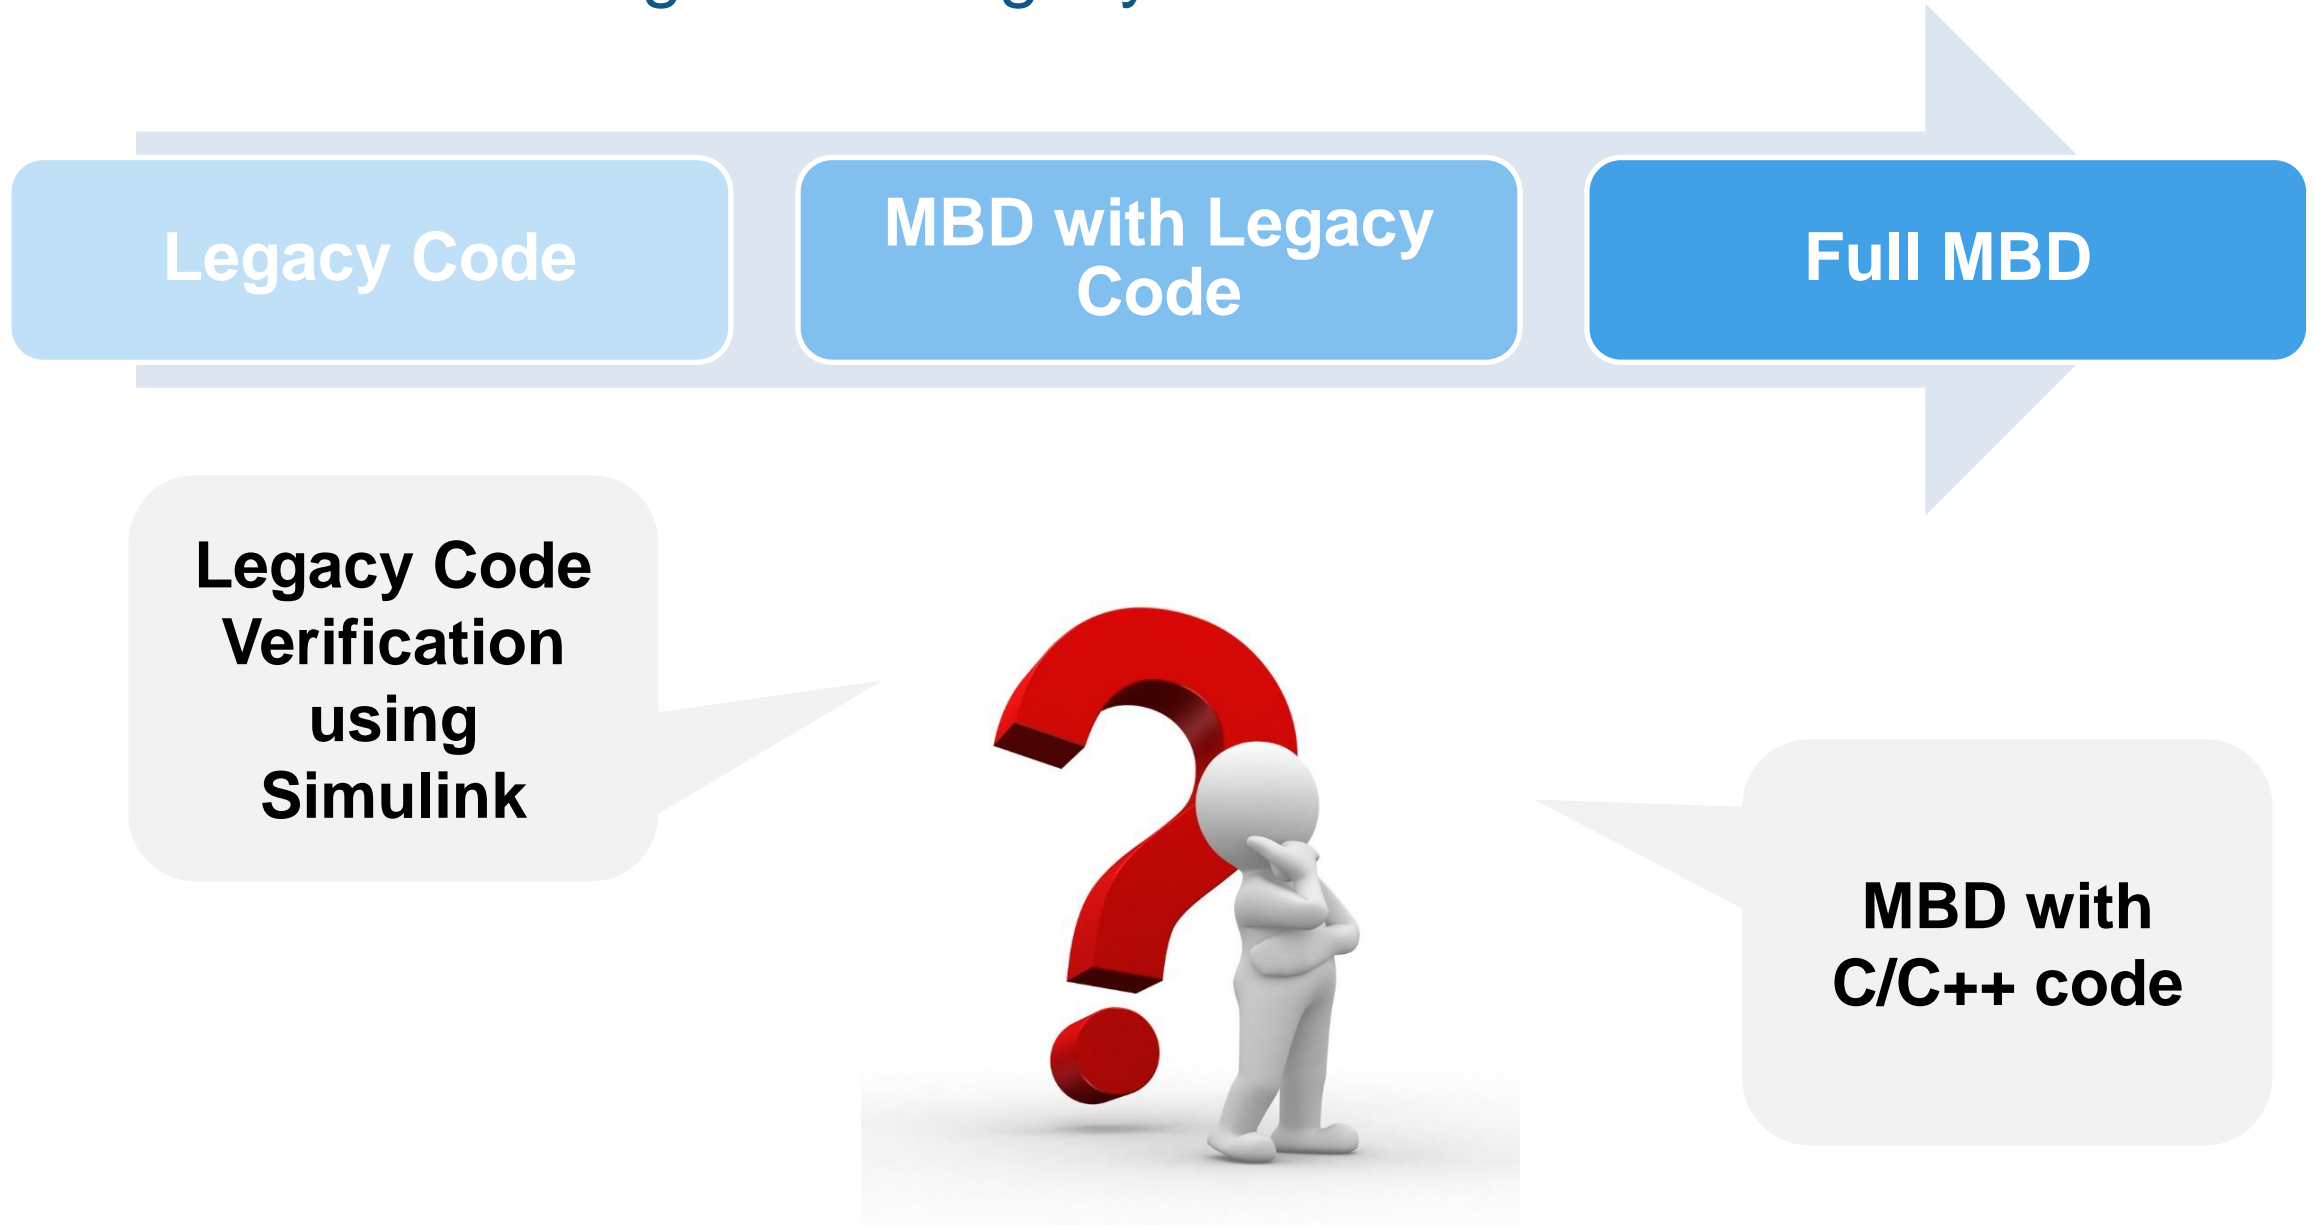 Legacy Code
MBD with Legacy
Code
Full MBD
Legacy Code
Verification
using
Simulink
MBD with
C/C++ code